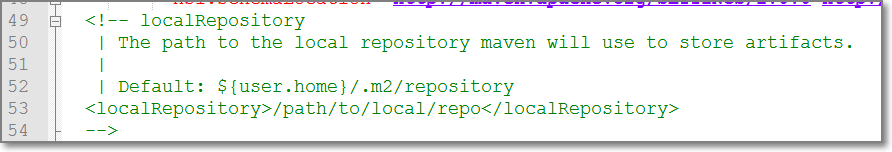 49 <!-- localRepository
50 | The path to the local repository maven will use to store artifacts.
51 |
52 | Default: ${user.home}/.m2/repository
53 <localRepository>/path/to/local/repo</localRepository>
54 -->